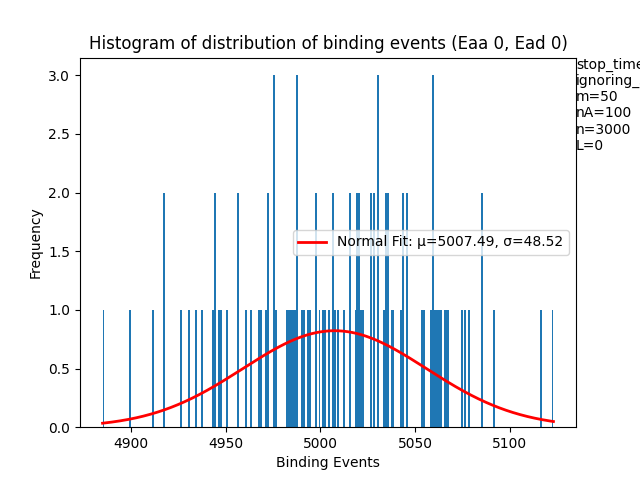 Histogram of distribution of binding events (Eaa 0, Ead 0)
stop_time
ignoring_
m=50
nA=100
n=3000
L=0
3.0
2.5
2.0
1.5
1.0
0.5
0.0
Frequency
Normal Fit: μ=5007.49, σ=48.52
4900 4950 5000 5050 5100
Binding Events